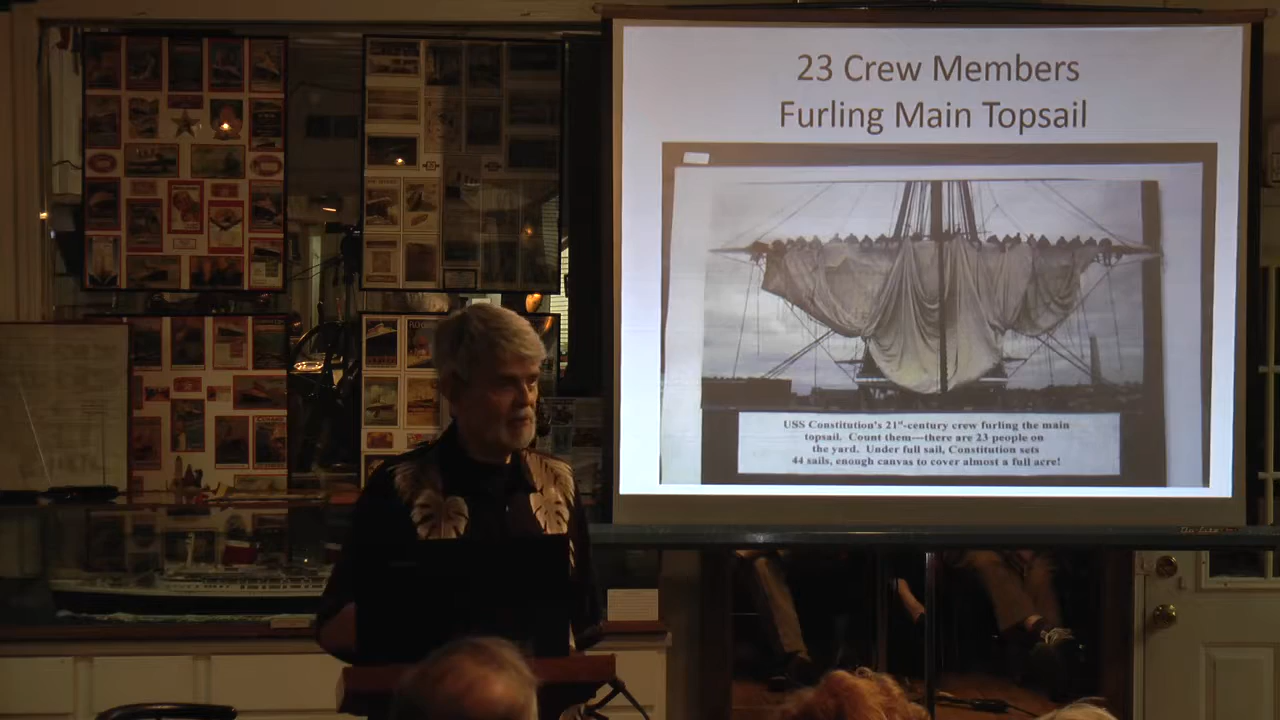 23 Crew Members
Furling Main Topsail
USS Constitution's 21st-century crew furling the main
topsail. Count them—there are 23 people on
the yard. Under full sail, Constitution sets
44 sails, enough canvas to cover almost a full acre!